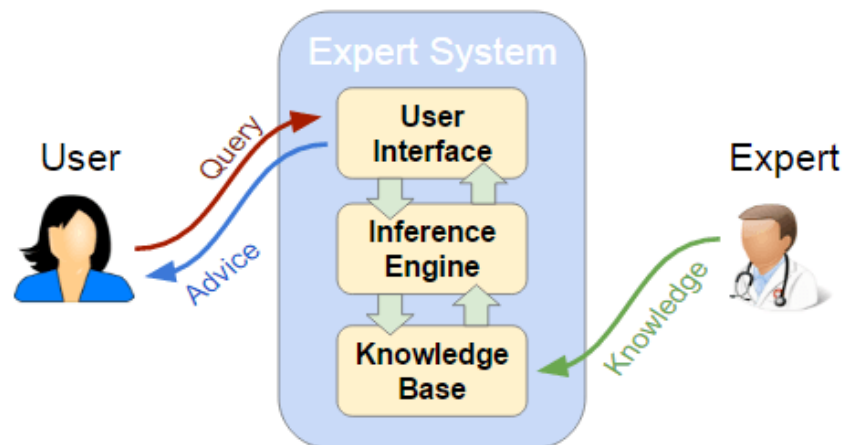 Expert System
User
Interface
Query
User
Expert
Advice
Inference
Engine
Knowledge
Knowledge
Base